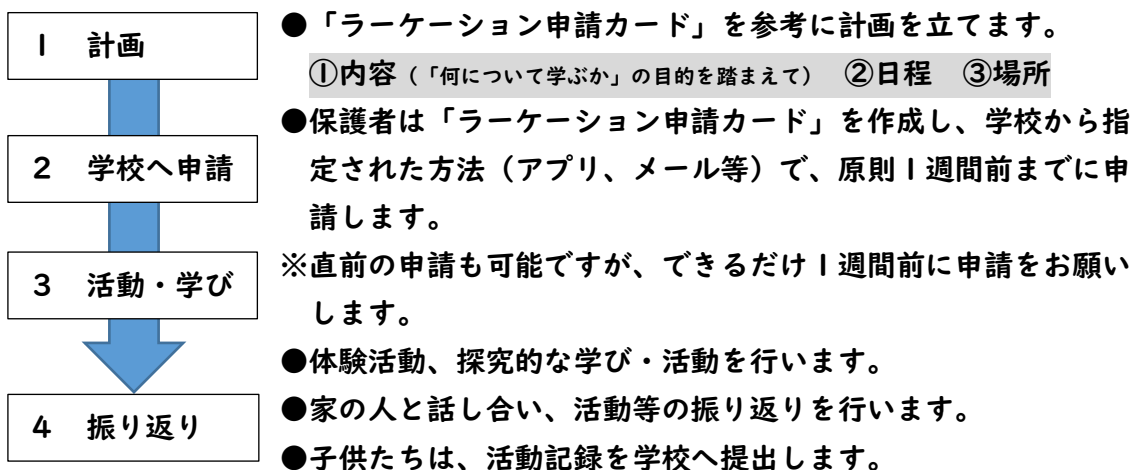 1 計画
●「ラーケーション申請カード」を参考に計画を立てます。
①内容(「何について学ぶか」の目的を踏まえて) ②日程 ③場所
2 学校へ申請
●保護者は「ラーケーション申請カード」を作成し、学校から指
定された方法(アプリ、メール等)で、原則1週間前までに申
請します。
※直前の申請も可能ですが、できるだけ1週間前に申請をお願い
します。
3 活動・学び
●体験活動、探究的な学び・活動を行います。
4 振り返り
●家の人と話し合い、活動等の振り返りを行います。
●子供たちは、活動記録を学校へ提出します。